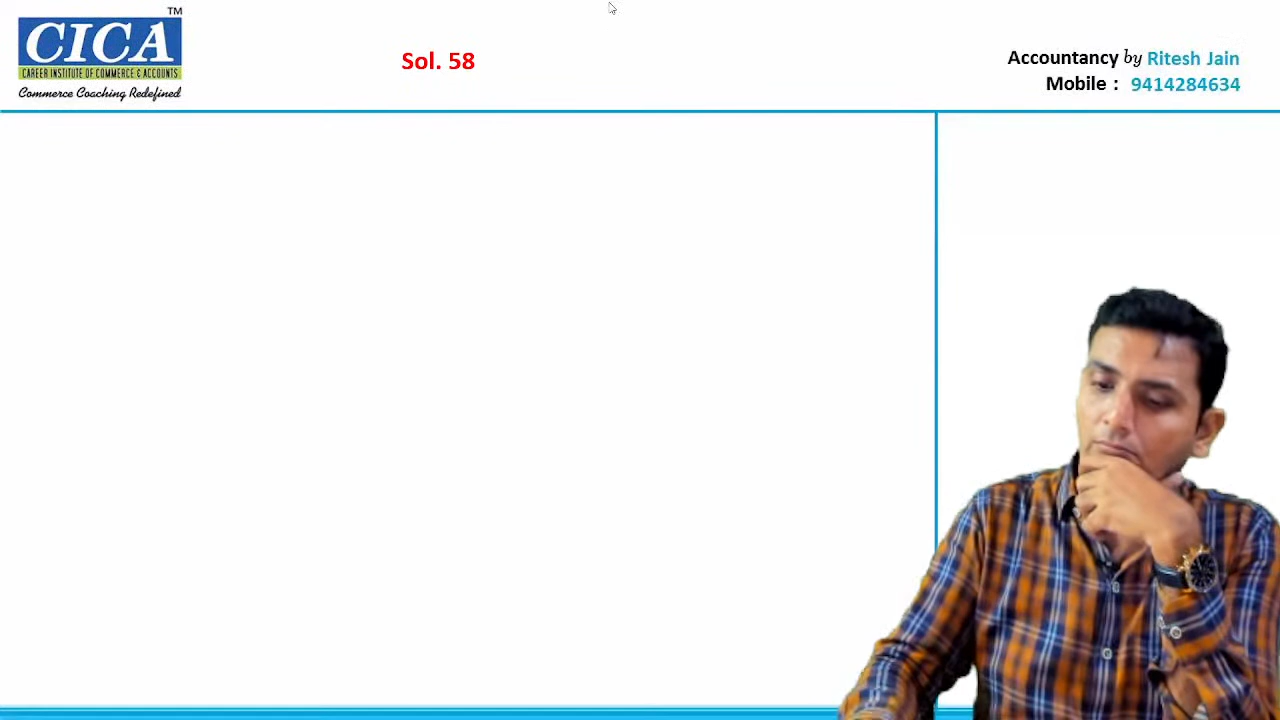 TM
CICA
CAREER INSTITUTE OF COMMERCE & ACCOUNTS
Commerce Coaching Redefined
Sol. 58
Accountancy by Ritesh Jain
Mobile : 9414284634